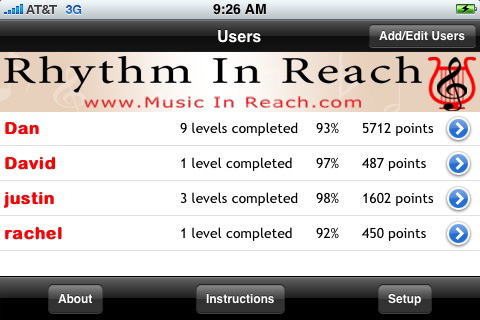 AT&T 3G 9:26 AM
Users Add/Edit Users
Rhythm In Reach
www.Music In Reach.com
Dan 9 levels completed 93% 5712 points
David 1 level completed 97% 487 points
justin 3 levels completed 98% 1602 points
rachel 1 level completed 92% 450 points
About Instructions Setup